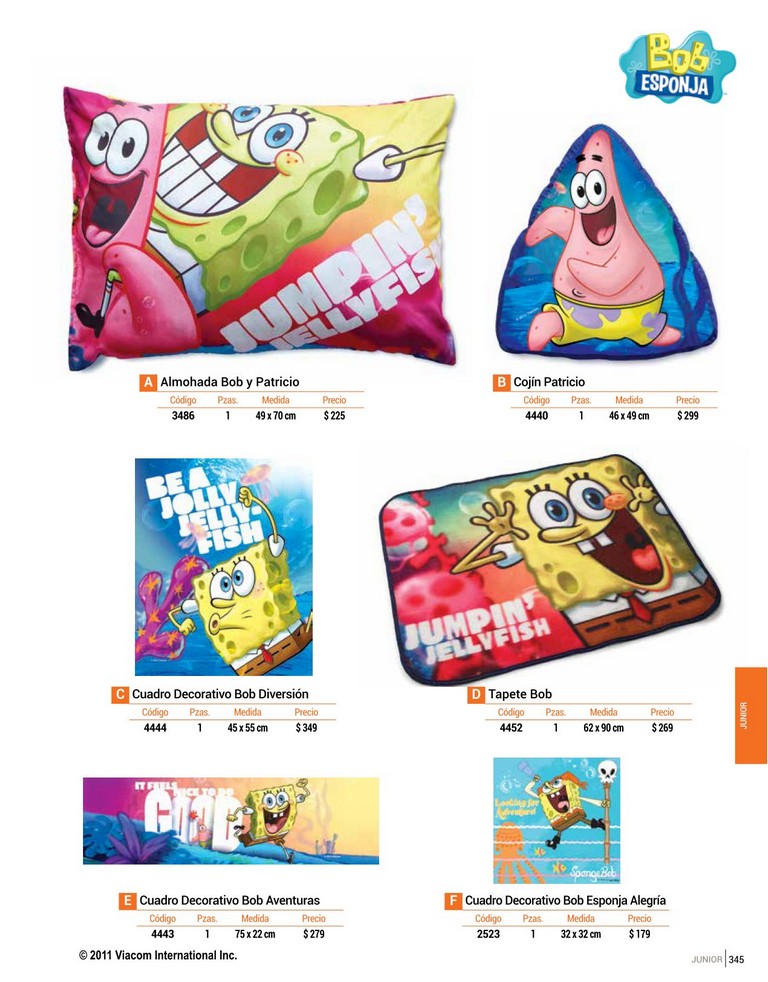 Bob
ESPONJA
JUMPIN'
JELLYFISH
A Almohada Bob y Patricio
Código Pzas. Medida Precio
3486 1 49 x 70 cm $ 225
B Cojín Patricio
Código Pzas. Medida Precio
4440 1 46 x 49 cm $ 299
BE A
JOLLY
JELLY-
FISH
JUMPIN'
JELLYFISH
C Cuadro Decorativo Bob Diversión
Código Pzas. Medida Precio
4444 1 45 x 55 cm $ 349
D Tapete Bob
Código Pzas. Medida Precio
4452 1 62 x 90 cm $ 269
JUNIOR
IT FEELS
NICE TO DO
GOOD
Looking for
Adventure!
SpongeBob
E Cuadro Decorativo Bob Aventuras
Código Pzas. Medida Precio
4443 1 75 x 22 cm $ 279
F Cuadro Decorativo Bob Esponja Alegría
Código Pzas. Medida Precio
2523 1 32 x 32 cm $ 179
© 2011 Viacom International Inc.
JUNIOR 345